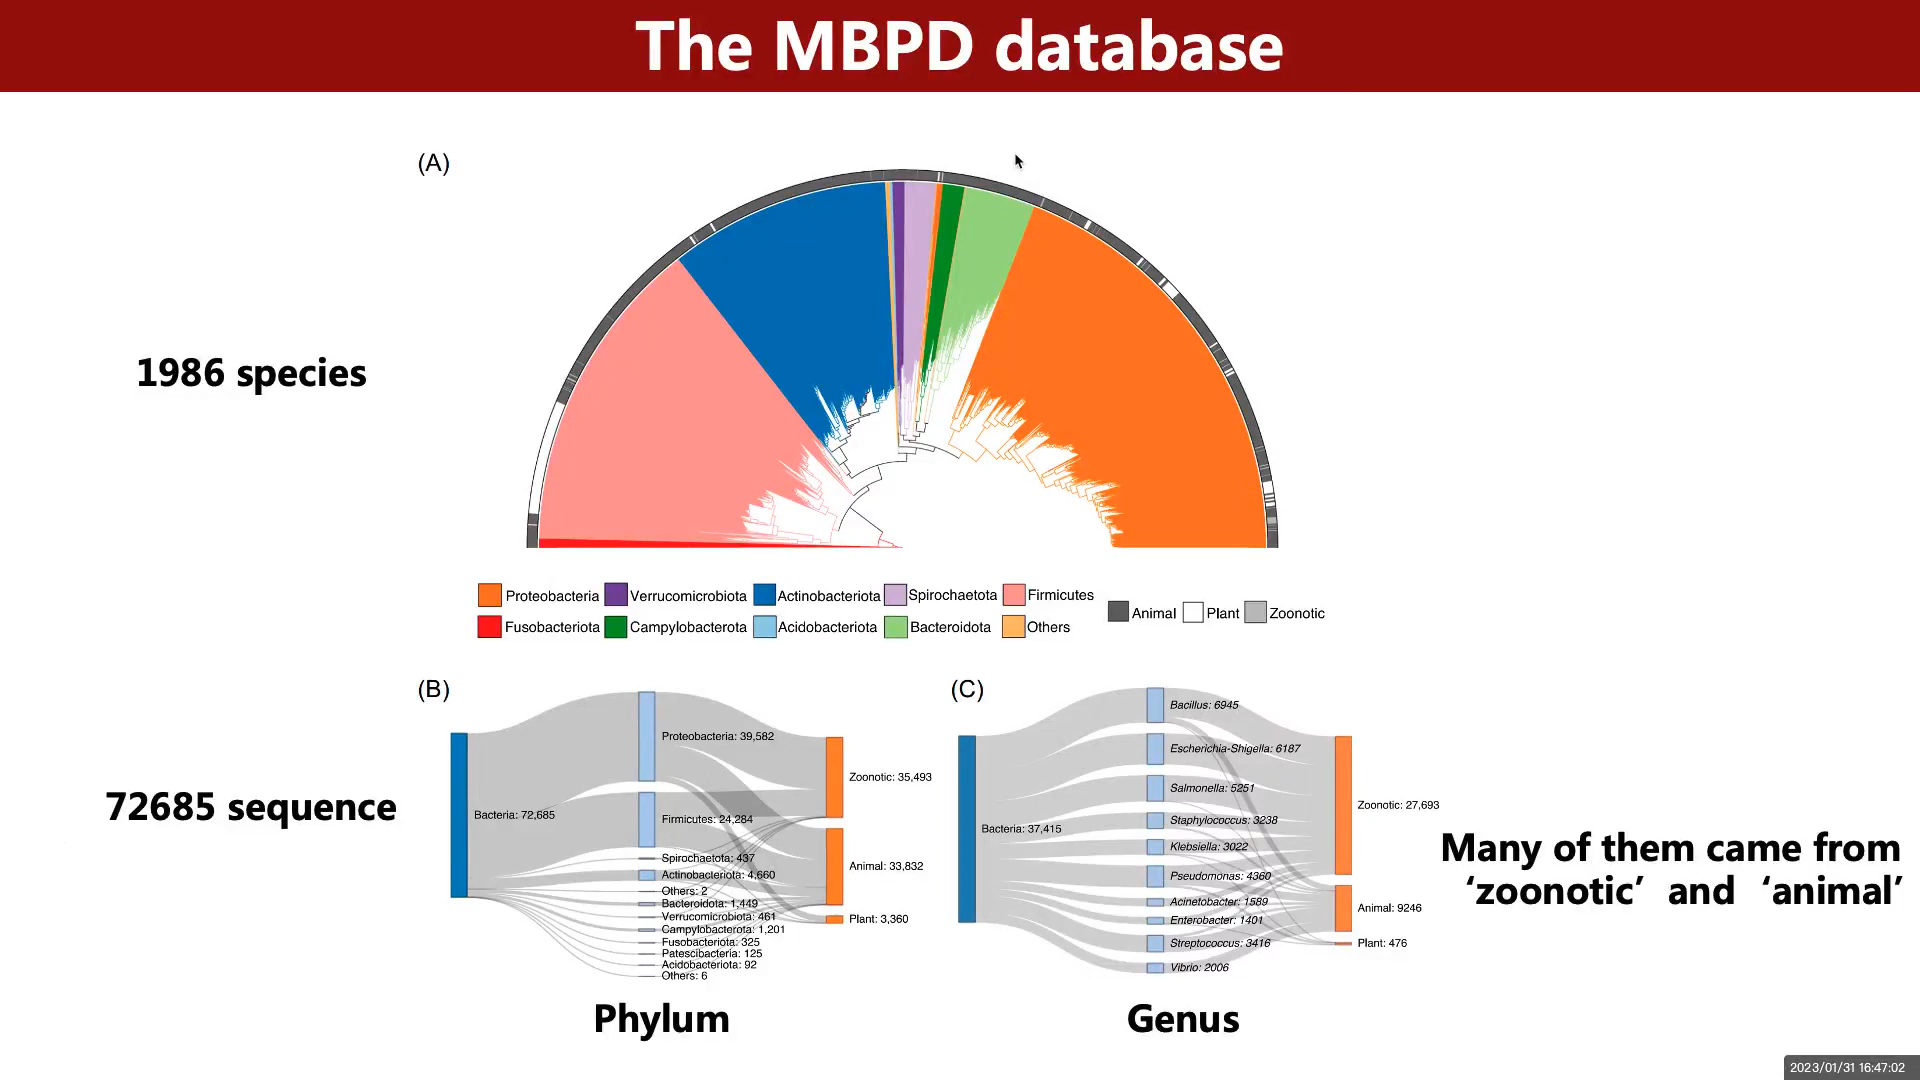 The MBPD database
(A)
1986 species
Proteobacteria Verrucomicrobiota Actinobacteriota Spirochaetota Firmicutes
Fusobacteriota Campylobacterota Acidobacteriota Bacteroidota Others
Animal Plant Zoonotic
(B)
Proteobacteria: 39,582
Zoonotic: 35,493
72685 sequence
Bacteria: 72,685
Firmicutes: 24,284
Spirochaetota: 437
Animal: 33,832
Actinobacteriota: 4,660
Others: 2
Bacteroidota: 1,449
Verrucomicrobiota: 461
Plant: 3,360
Campylobacterota: 1,201
Fusobacteriota: 325
Patescibacteria: 125
Acidobacteriota: 92
Others: 6
Phylum
(C)
Bacillus: 6945
Escherichia-Shigella: 6187
Salmonella: 5251
Zoonotic: 27,693
Staphylococcus: 3238
Bacteria: 37,415
Klebsiella: 3022
Pseudomonas: 4360
Acinetobacter: 1589
Animal: 9246
Enterobacter: 1401
Streptococcus: 3416
Plant: 476
Vibrio: 2006
Genus
Many of them came from
‘zoonotic’ and ‘animal’
2023/01/31 16:47:02